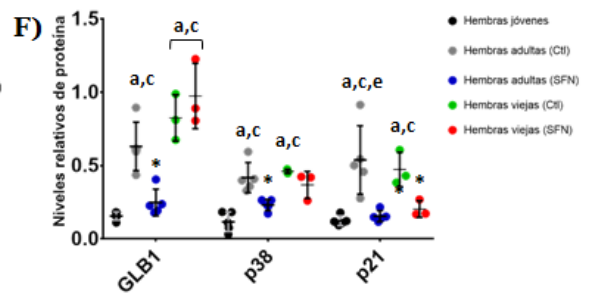 F)
Niveles relativos de proteína
1.5
1.0
0.5
0.0
a,c
*
a,c
a,c
*
a,c
a,c,e
a,c
*
*
GLB1
p38
p21
Hembras jóvenes
Hembras adultas (Ctl)
Hembras adultas (SFN)
Hembras viejas (Ctl)
Hembras viejas (SFN)